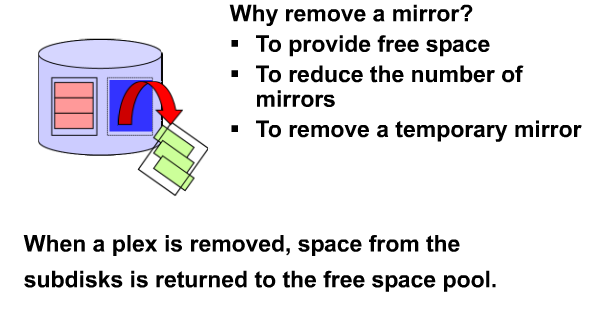 Why remove a mirror?
▪ To provide free space
▪ To reduce the number of
mirrors
▪ To remove a temporary mirror
When a plex is removed, space from the
subdisks is returned to the free space pool.